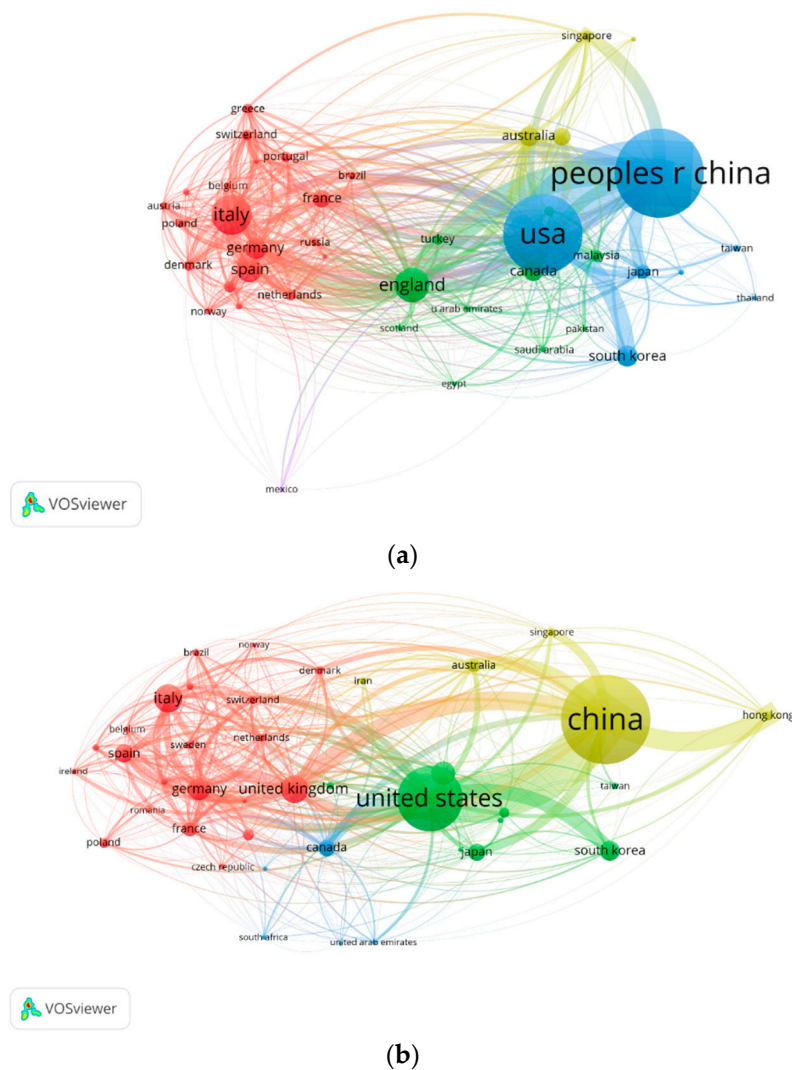 singapore
greece
switzerland
australia
portugal
peoples r china
brazil
belgium
france
austria
italy
poland
usa
turkey
russia
germany
taiwan
malaysia
denmark
spain
canada
japan
england
netherlands
thailand
norway
u arab emirates
scotland
pakistan
saudi arabia
south korea
egypt
mexico
VOSviewer
(a)
singapore
norway
brazil
denmark
australia
iran
italy
switzerland
china
hong kong
belgium
netherlands
sweden
spain
ireland
germany
united kingdom
taiwan
united states
romania
france
poland
canada
japan
south korea
czech republic
south africa
united arab emirates
VOSviewer
(b)